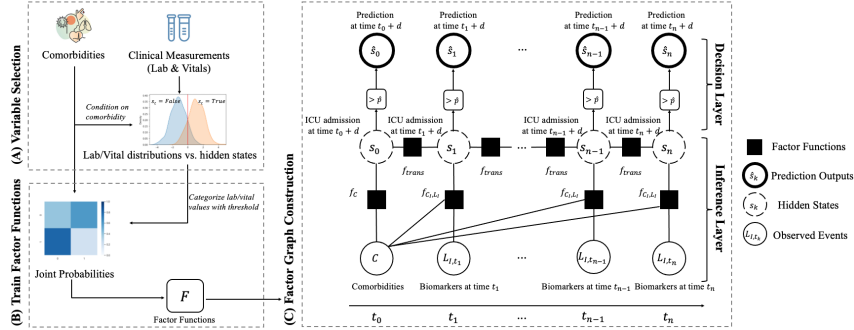 (A) Variable Selection
Comorbidities
Clinical Measurements
(Lab & Vitals)
Condition on
comorbidity
s_t = False
s_t = True
Lab/Vital distributions vs. hidden states
Categorize lab/vital
values with threshold
(B) Train Factor Functions
Joint Probabilities
F
Factor Functions
(C) Factor Graph Construction
Prediction
at time t_0 + d
Prediction
at time t_1 + d
Prediction
at time t_{n−1} + d
Prediction
at time t_n + d
ŝ_0
ŝ_1
...
ŝ_{n−1}
ŝ_n
> p̂
> p̂
> p̂
> p̂
Decision Layer
ICU admission
at time t_0 + d
ICU admission
at time t_1 + d
ICU admission
at time t_{n−1} + d
ICU admission
at time t_n + d
s_0
s_1
...
s_{n−1}
s_n
f_trans
f_trans
f_trans
f_trans
f_C
f_{C_I,L_I}
f_{C_I,L_I}
f_{C_I,L_I}
Inference Layer
C
L_{I,t_1}
...
L_{I,t_{n−1}}
L_{I,t_n}
Comorbidities
Biomarkers at time t_1
Biomarkers at time t_{n−1}
Biomarkers at time t_n
t_0
t_1
...
t_{n−1}
t_n
Factor Functions
ŝ_k
Prediction Outputs
s_k
Hidden States
L_{I,t_k}
Observed Events